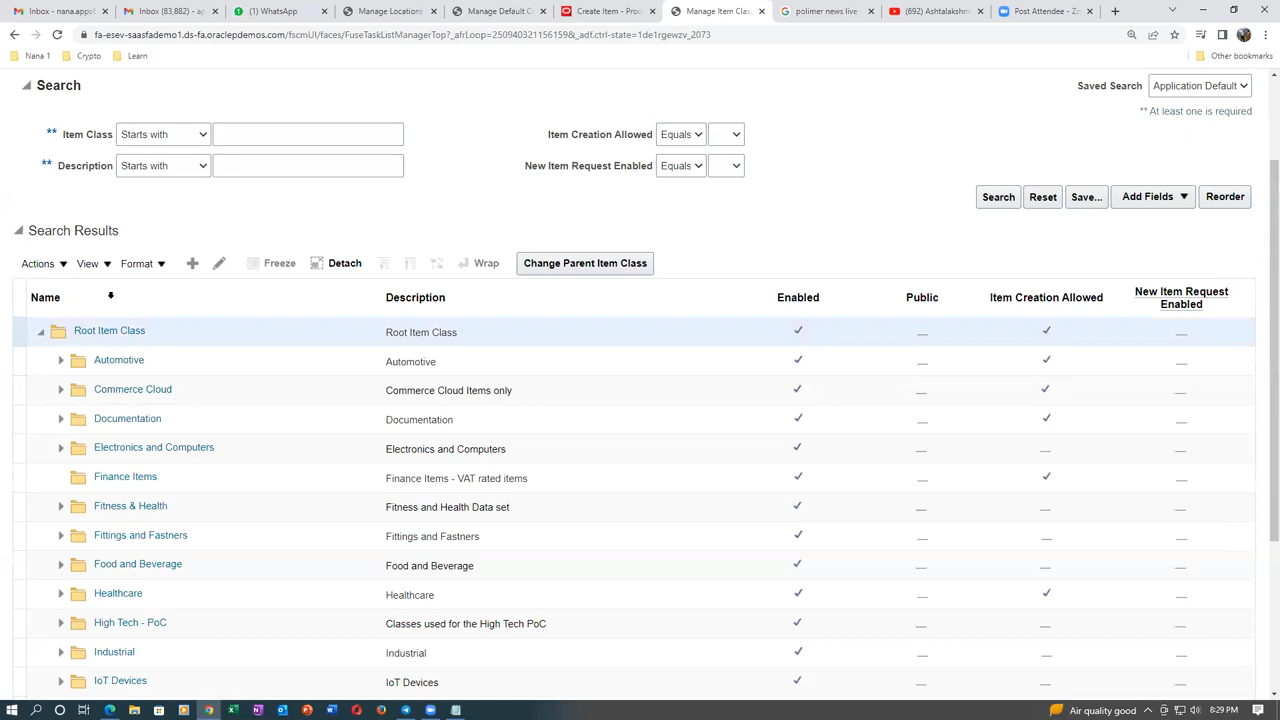 Inbox - nana.apps@
Inbox (83,882) - ap
(1) WhatsApp
Manage Locations
Manage Default C
Create Item - Prod
Manage Item Clas
polimer news live
(692) Ashtalakshm
Post Attendee - Zo
fa-esev-saasfademo1.ds-fa.oraclepdemos.com/fscmUI/faces/FuseTaskListManagerTop?_afrLoop=250940321156159&_adf.ctrl-state=1de1rgewzv_2073
Nana 1 Crypto Learn Other bookmarks
Search Saved Search Application Default
** At least one is required
** Item Class Starts with Item Creation Allowed Equals
** Description Starts with New Item Request Enabled Equals
Search Reset Save... Add Fields Reorder
Search Results
Actions View Format Freeze Detach Wrap Change Parent Item Class
Name Description Enabled Public Item Creation Allowed New Item Request
Enabled
Root Item Class Root Item Class
Automotive Automotive
Commerce Cloud Commerce Cloud Items only
Documentation Documentation
Electronics and Computers Electronics and Computers
Finance Items Finance Items - VAT rated items
Fitness & Health Fitness and Health Data set
Fittings and Fastners Fittings and Fastners
Food and Beverage Food and Beverage
Healthcare Healthcare
High Tech - PoC Classes used for the High Tech PoC
Industrial Industrial
IoT Devices IoT Devices
Air quality good 8:29 PM